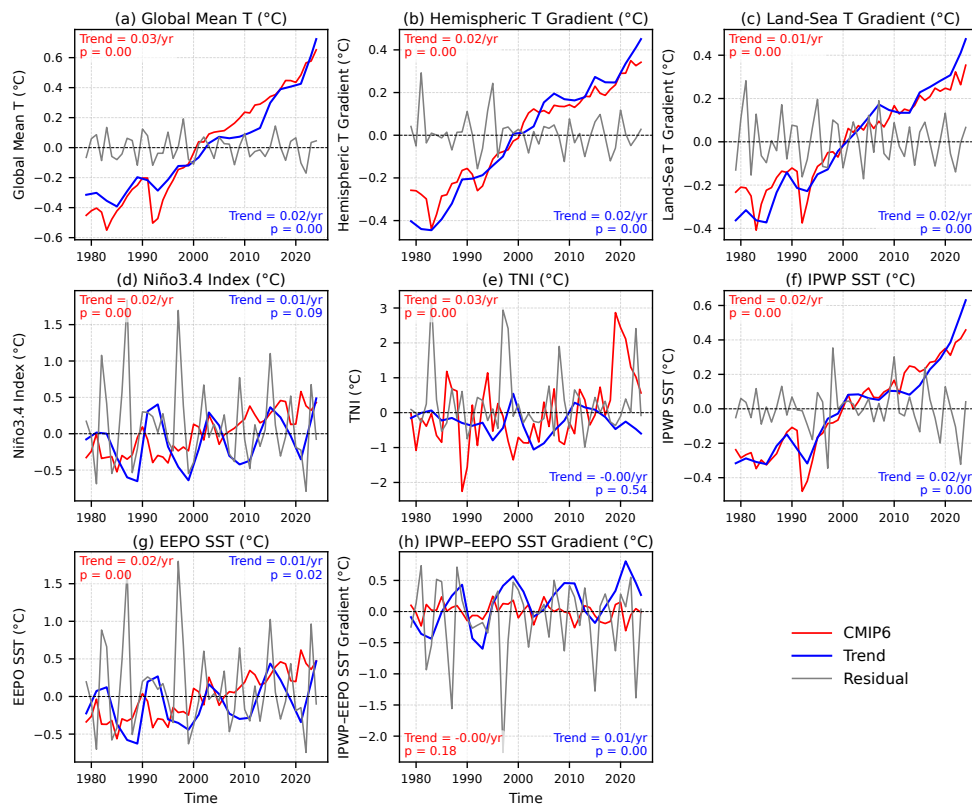 (a) Global Mean T (°C)
Trend = 0.03/yr
p = 0.00
Global Mean T (°C)
0.6
0.4
0.2
0.0
−0.2
−0.4
−0.6
Trend = 0.02/yr
p = 0.00
1980 1990 2000 2010 2020
(b) Hemispheric T Gradient (°C)
Trend = 0.02/yr
p = 0.00
Hemispheric T Gradient (°C)
0.4
0.2
0.0
−0.2
−0.4
Trend = 0.02/yr
p = 0.00
1980 1990 2000 2010 2020
(c) Land-Sea T Gradient (°C)
Trend = 0.01/yr
p = 0.00
Land-Sea T Gradient (°C)
0.4
0.2
0.0
−0.2
−0.4
Trend = 0.02/yr
p = 0.00
1980 1990 2000 2010 2020
(d) Niño3.4 Index (°C)
Trend = 0.02/yr
p = 0.00
Trend = 0.01/yr
p = 0.09
Niño3.4 Index (°C)
1.5
1.0
0.5
0.0
−0.5
1980 1990 2000 2010 2020
(e) TNI (°C)
Trend = 0.03/yr
p = 0.00
TNI (°C)
3
2
1
0
−1
−2
Trend = -0.00/yr
p = 0.54
1980 1990 2000 2010 2020
(f) IPWP SST (°C)
Trend = 0.02/yr
p = 0.00
IPWP SST (°C)
0.6
0.4
0.2
0.0
−0.2
−0.4
Trend = 0.02/yr
p = 0.00
1980 1990 2000 2010 2020
(g) EEPO SST (°C)
Trend = 0.02/yr
p = 0.00
Trend = 0.01/yr
p = 0.02
EEPO SST (°C)
1.5
1.0
0.5
0.0
−0.5
1980 1990 2000 2010 2020
Time
(h) IPWP–EEPO SST Gradient (°C)
IPWP–EEPO SST Gradient (°C)
0.5
0.0
−0.5
−1.0
−1.5
−2.0
Trend = -0.00/yr
p = 0.18
Trend = 0.01/yr
p = 0.00
1980 1990 2000 2010 2020
Time
CMIP6
Trend
Residual